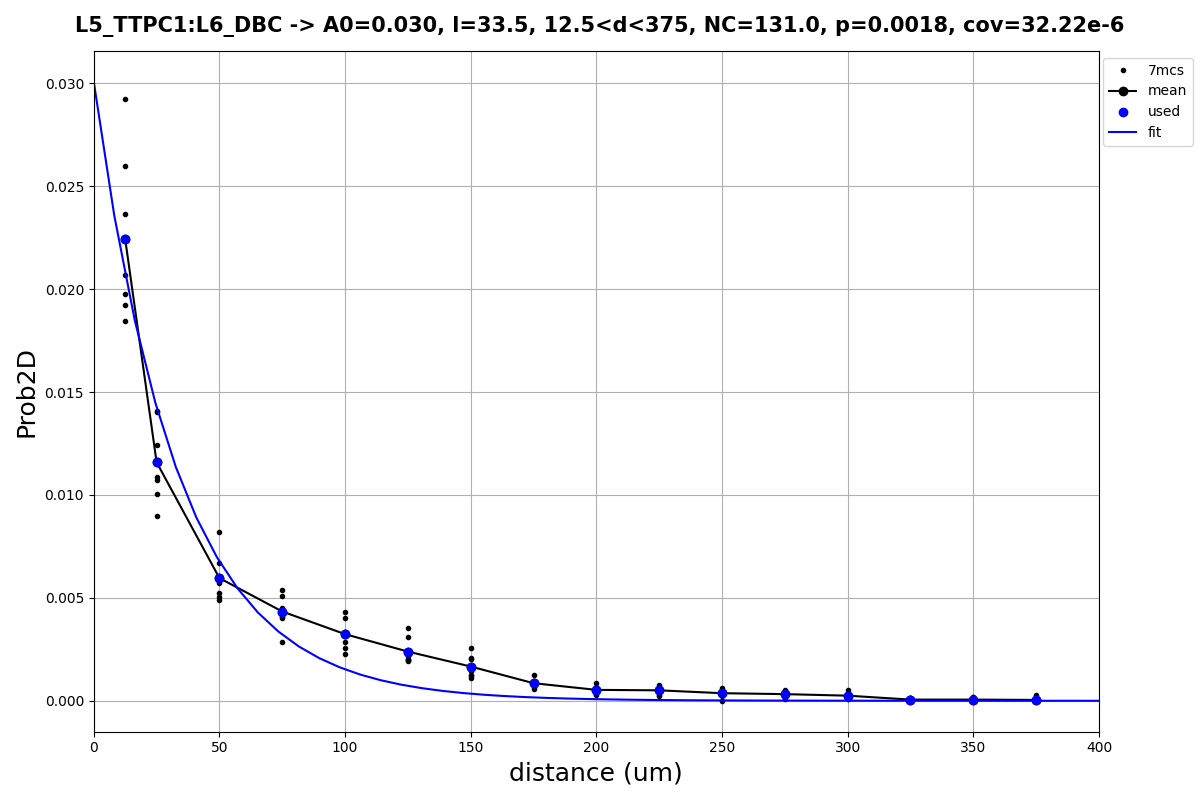 L5_TTPC1:L6_DBC -> A0=0.030, l=33.5, 12.5<d<375, NC=131.0, p=0.0018, cov=32.22e-6
7mcs
mean
used
fit
Prob2D
0.030
0.025
0.020
0.015
0.010
0.005
0.000
0 50 100 150 200 250 300 350 400
distance (um)